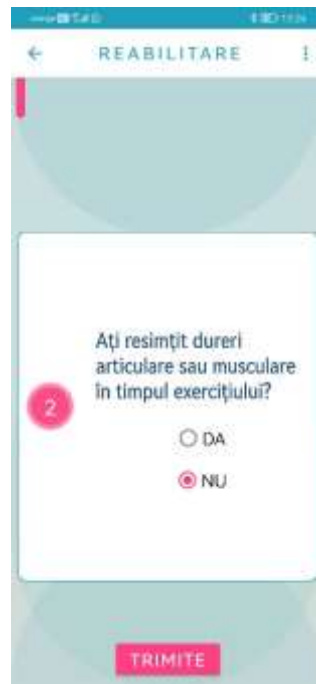 REABILITARE
Ați resimțit dureri
articulare sau musculare
în timpul exercițiului?
2
DA
NU
TRIMITE